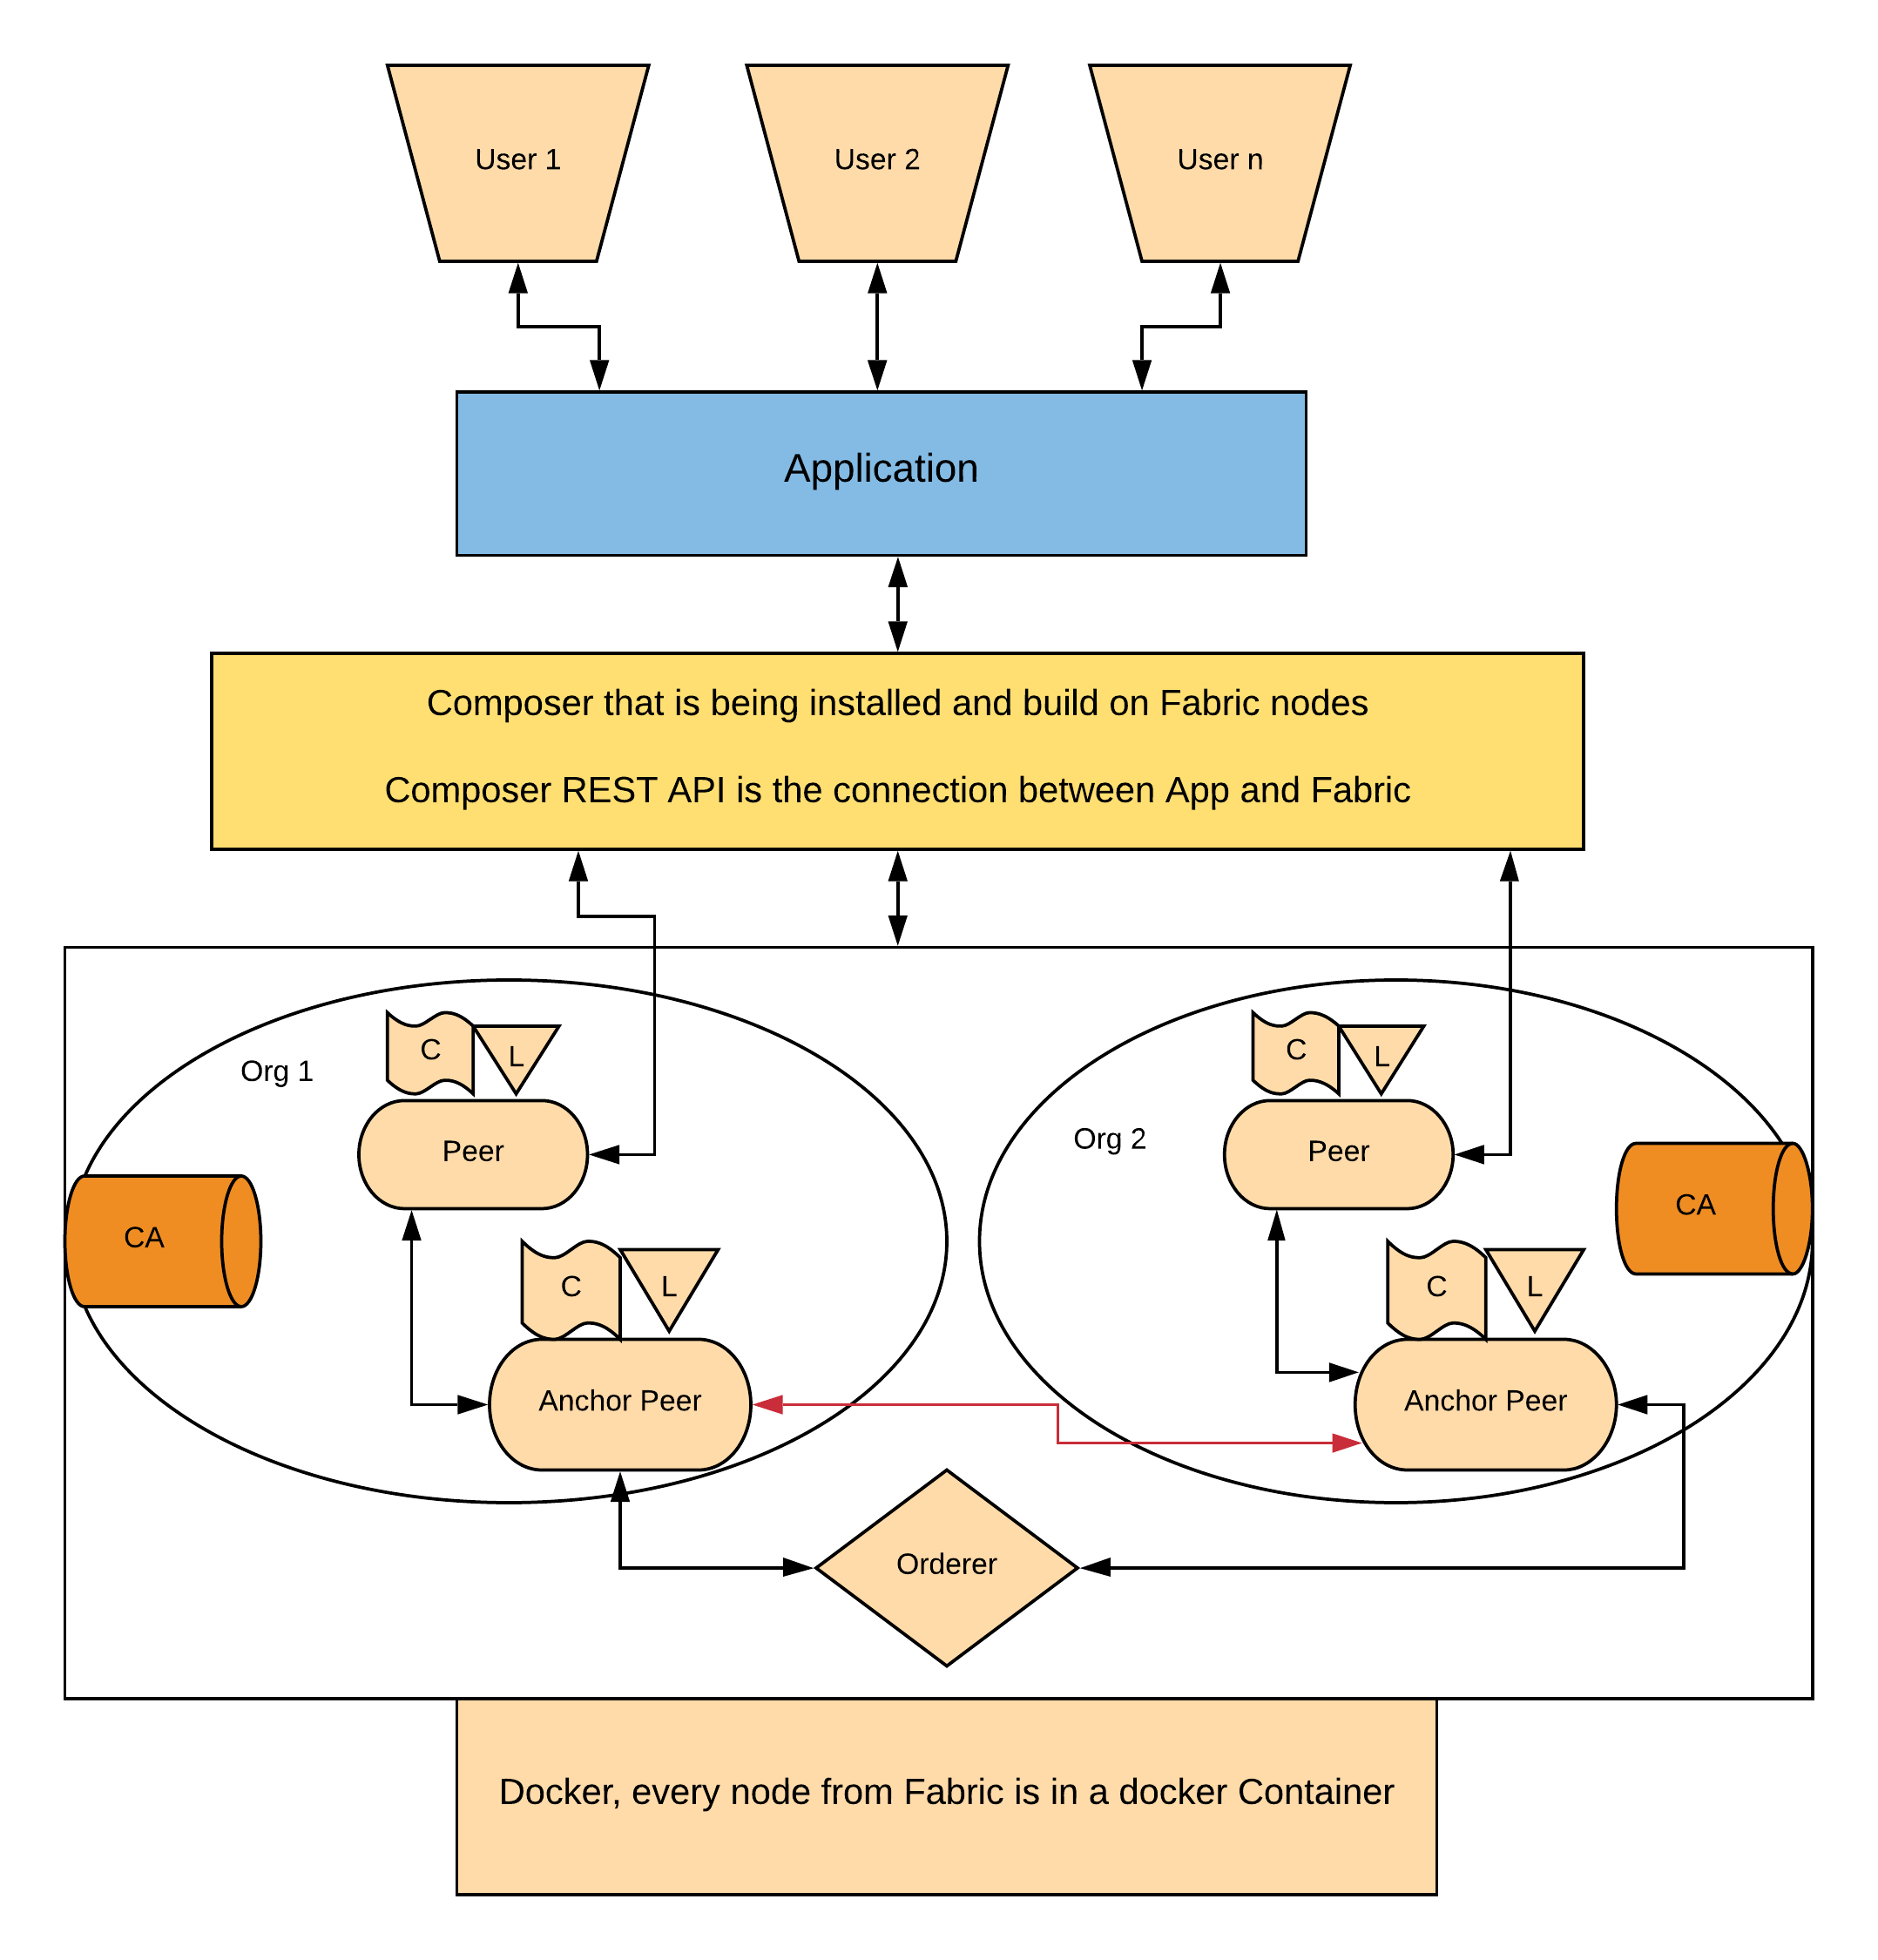 User 1
User 2
User n
Application
Composer that is being installed and build on Fabric nodes
Composer REST API is the connection between App and Fabric
Org 1
C
L
Peer
CA
C
L
Anchor Peer
Org 2
C
L
Peer
CA
C
L
Anchor Peer
Orderer
Docker, every node from Fabric is in a docker Container